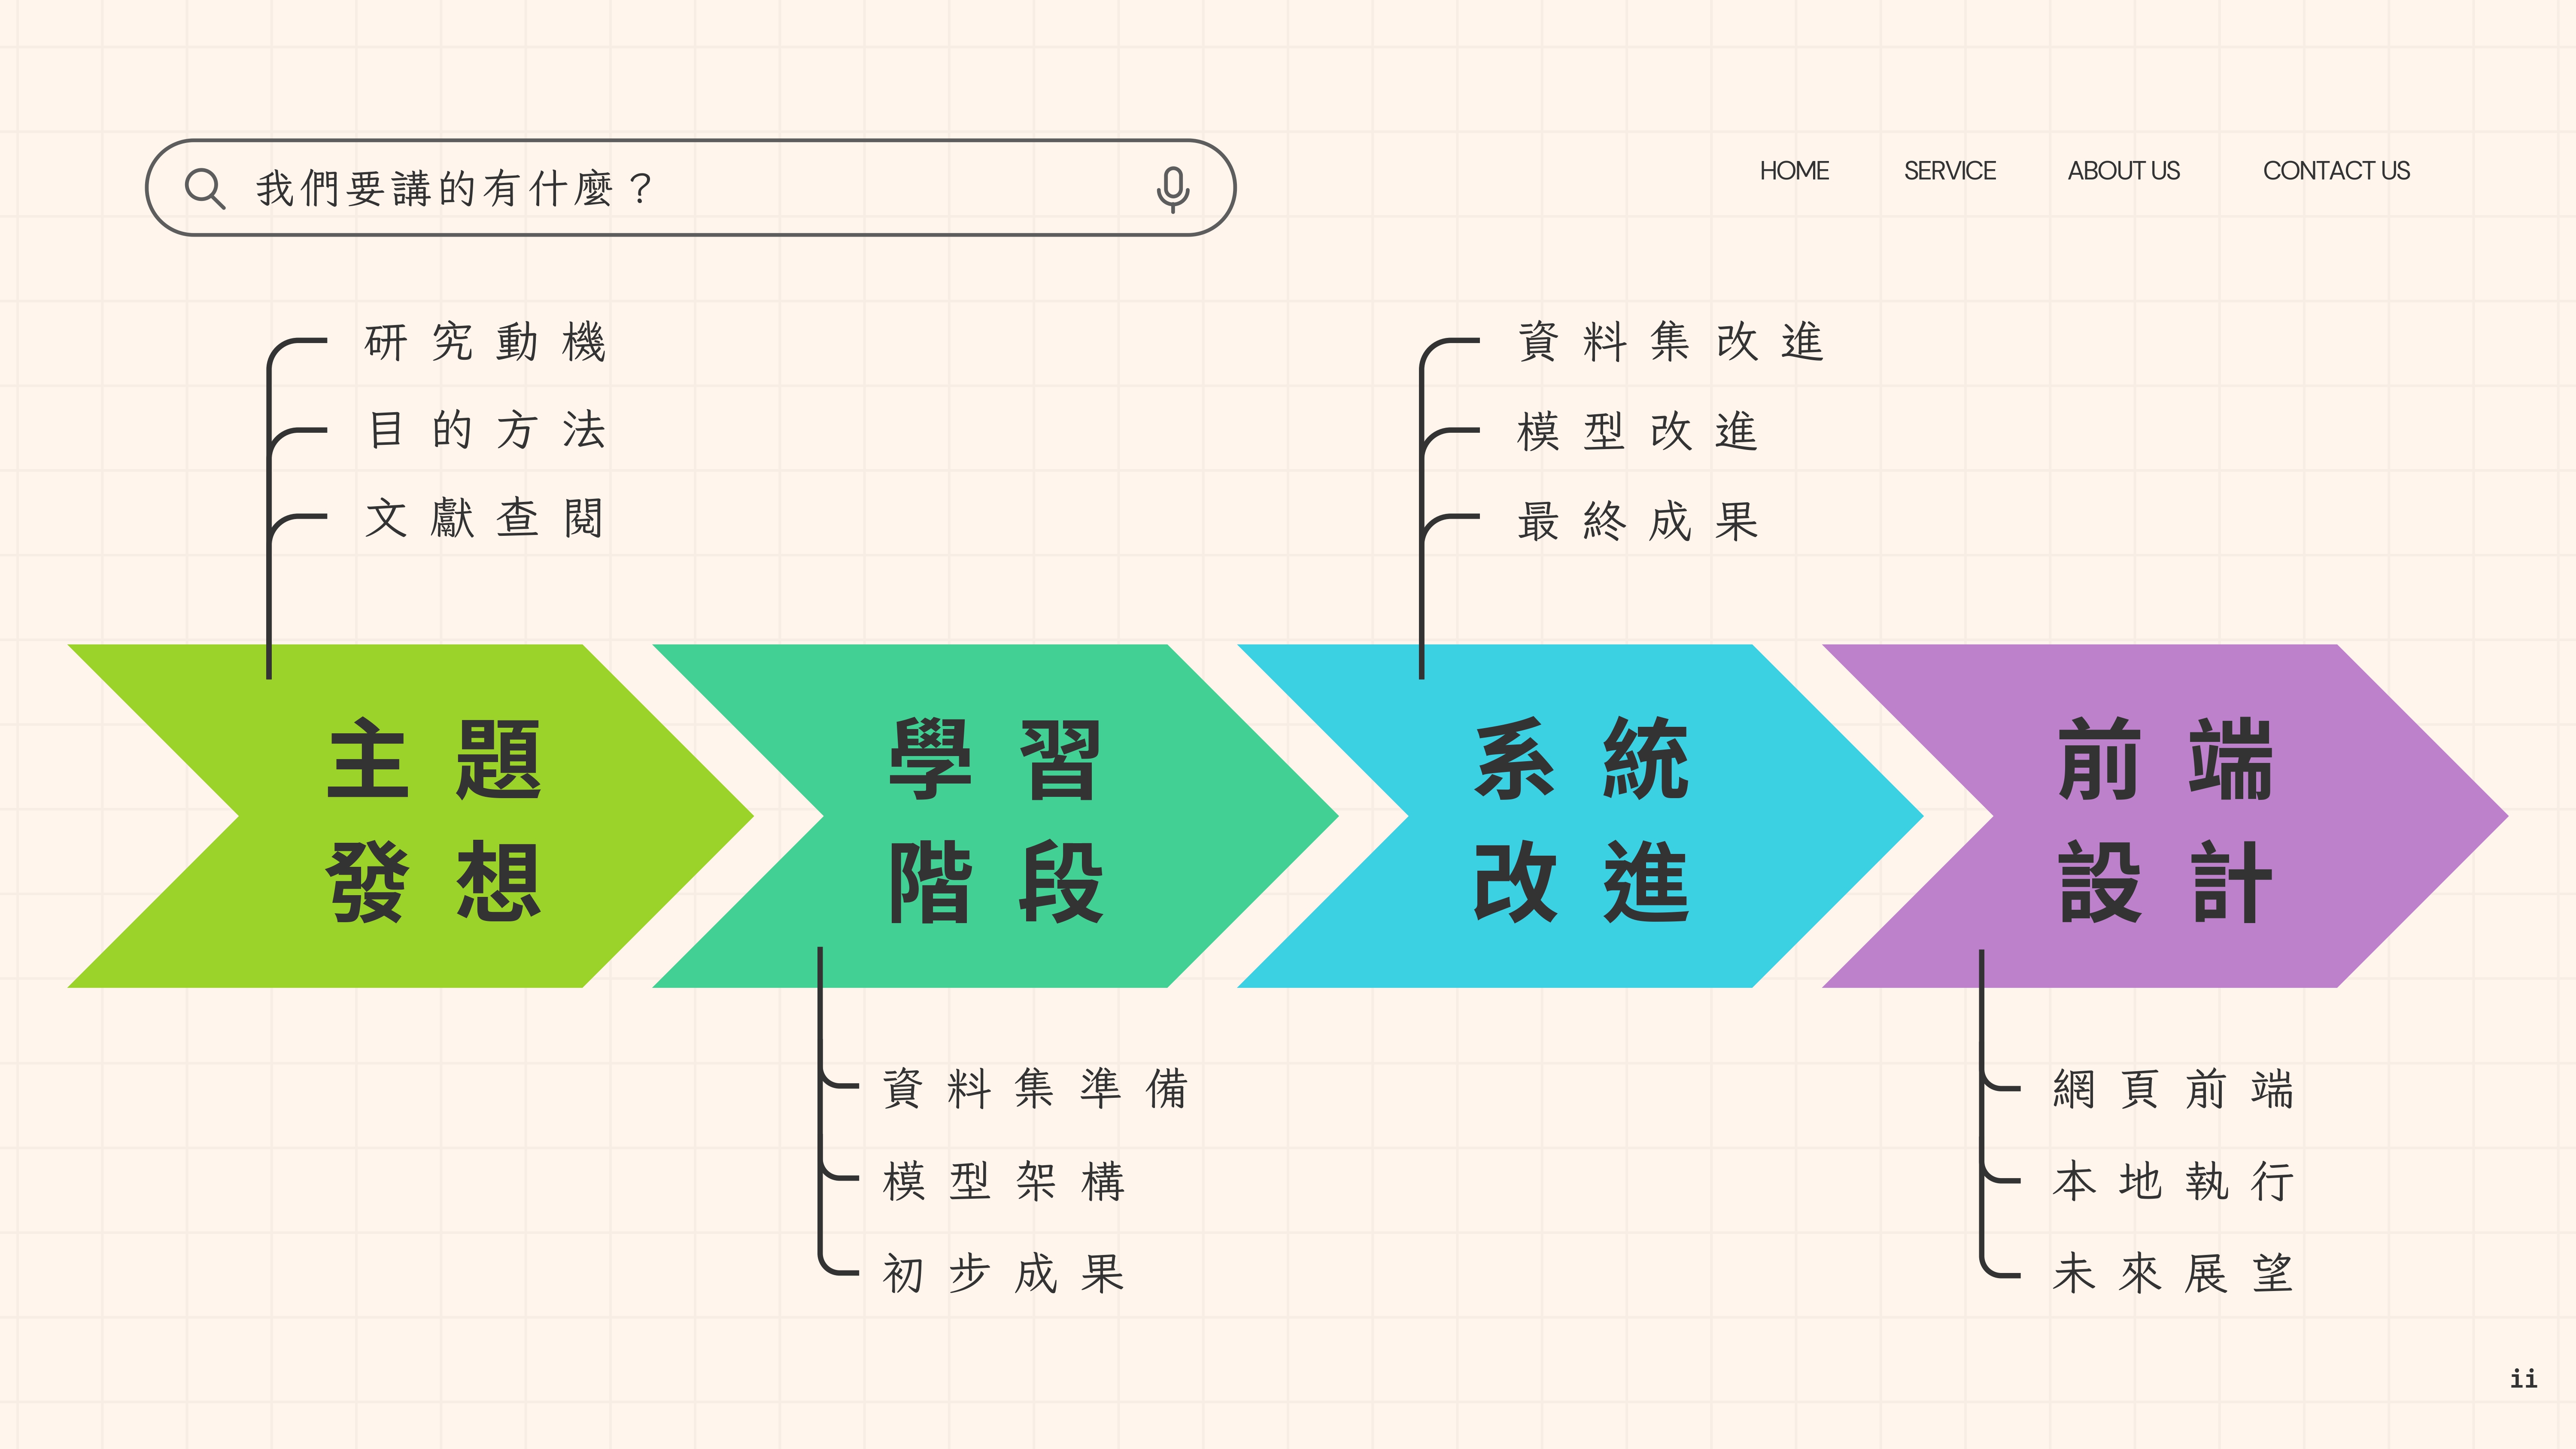 我們要講的有什麼？
HOME SERVICE ABOUT US CONTACT US
研究動機
目的方法
文獻查閱
資料集改進
模型改進
最終成果
主題
發想
學習
階段
系統
改進
前端
設計
資料集準備
模型架構
初步成果
網頁前端
本地執行
未來展望
ii